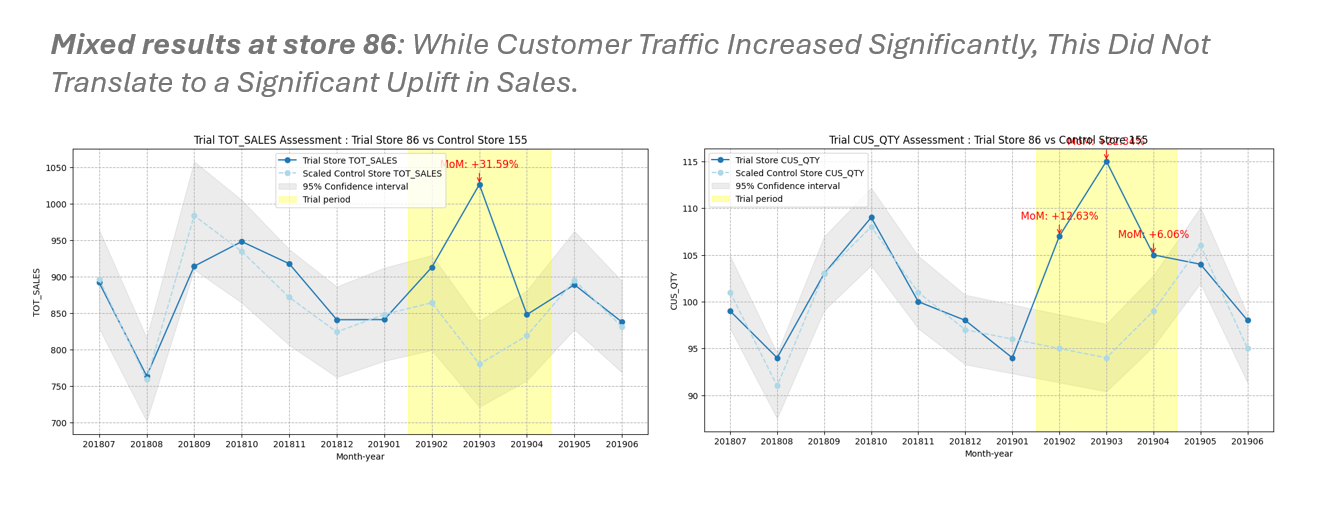 Mixed results at store 86: While Customer Traffic Increased Significantly, This Did Not
Translate to a Significant Uplift in Sales.
Trial TOT_SALES Assessment : Trial Store 86 vs Control Store 155
Trial Store TOT_SALES
Scaled Control Store TOT_SALES
95% Confidence interval
Trial period
MoM: +31.59%
TOT_SALES
1050
1000
950
900
850
800
750
700
201807 201808 201809 201810 201811 201812 201901 201902 201903 201904 201905 201906
Month-year
Trial CUS_QTY Assessment : Trial Store 86 vs Control Store 155
Trial Store CUS_QTY
Scaled Control Store CUS_QTY
95% Confidence interval
Trial period
MoM:
MoM: +12.63%
MoM: +6.06%
CUS_QTY
115
110
105
100
95
90
201807 201808 201809 201810 201811 201812 201901 201902 201903 201904 201905 201906
Month-year